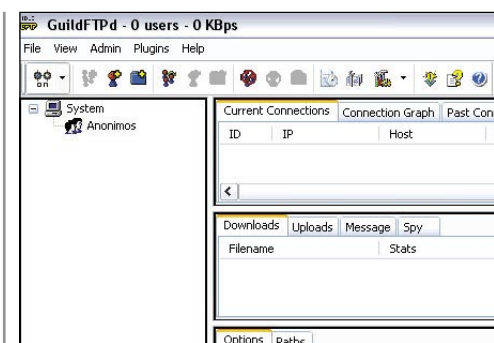 GuildFTPd - 0 users - 0 KBps
File View Admin Plugins Help
on
System
Anonimos
Current Connections Connection Graph Past Con
ID IP Host
Downloads Uploads Message Spy
Filename Stats
Options Paths